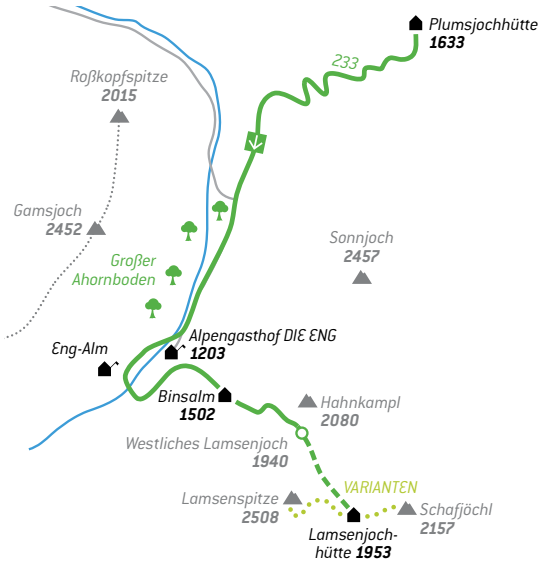 Plumsjochhütte
1633
233
Roßkopfspitze
2015
Gamsjoch
2452
Sonnjoch
2457
Großer
Ahornboden
Eng-Alm
Alpengasthof DIE ENG
1203
Binsalm
1502
Hahnkampl
2080
Westliches Lamsenjoch
1940
VARIANTEN
Lamsenspitze
2508
Schafjöchl
2157
Lamsenjoch-
hütte 1953